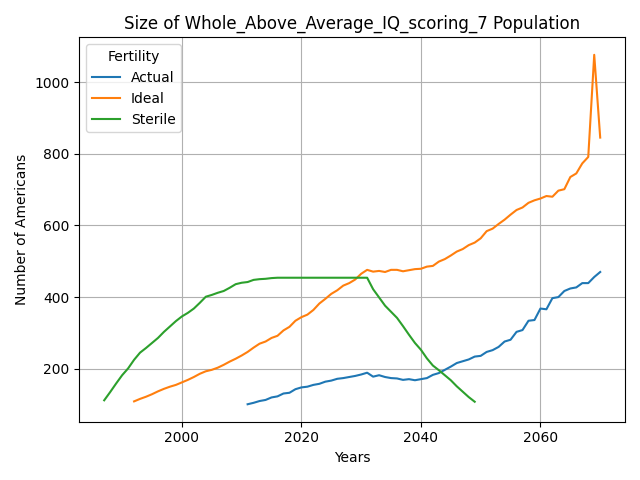 Size of Whole_Above_Average_IQ_scoring_7 Population
Fertility
Actual
Ideal
Sterile
Number of Americans
1000
800
600
400
200
2000
2020
2040
2060
Years